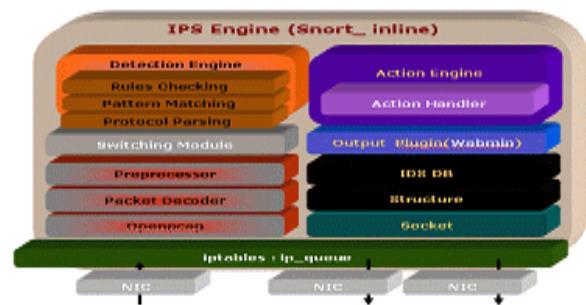 IPS Engine (Snort_ inline)
Detection Engine
Rules Checking
Pattern Matching
Protocol Parsing
Switching Module
Preprocessor
Packet Decoder
Openpcap
Action Engine
Action Handler
Output Plugin(Webmin)
IDX DB
Structure
Socket
iptables : ip_queue
NIC
NIC
NIC